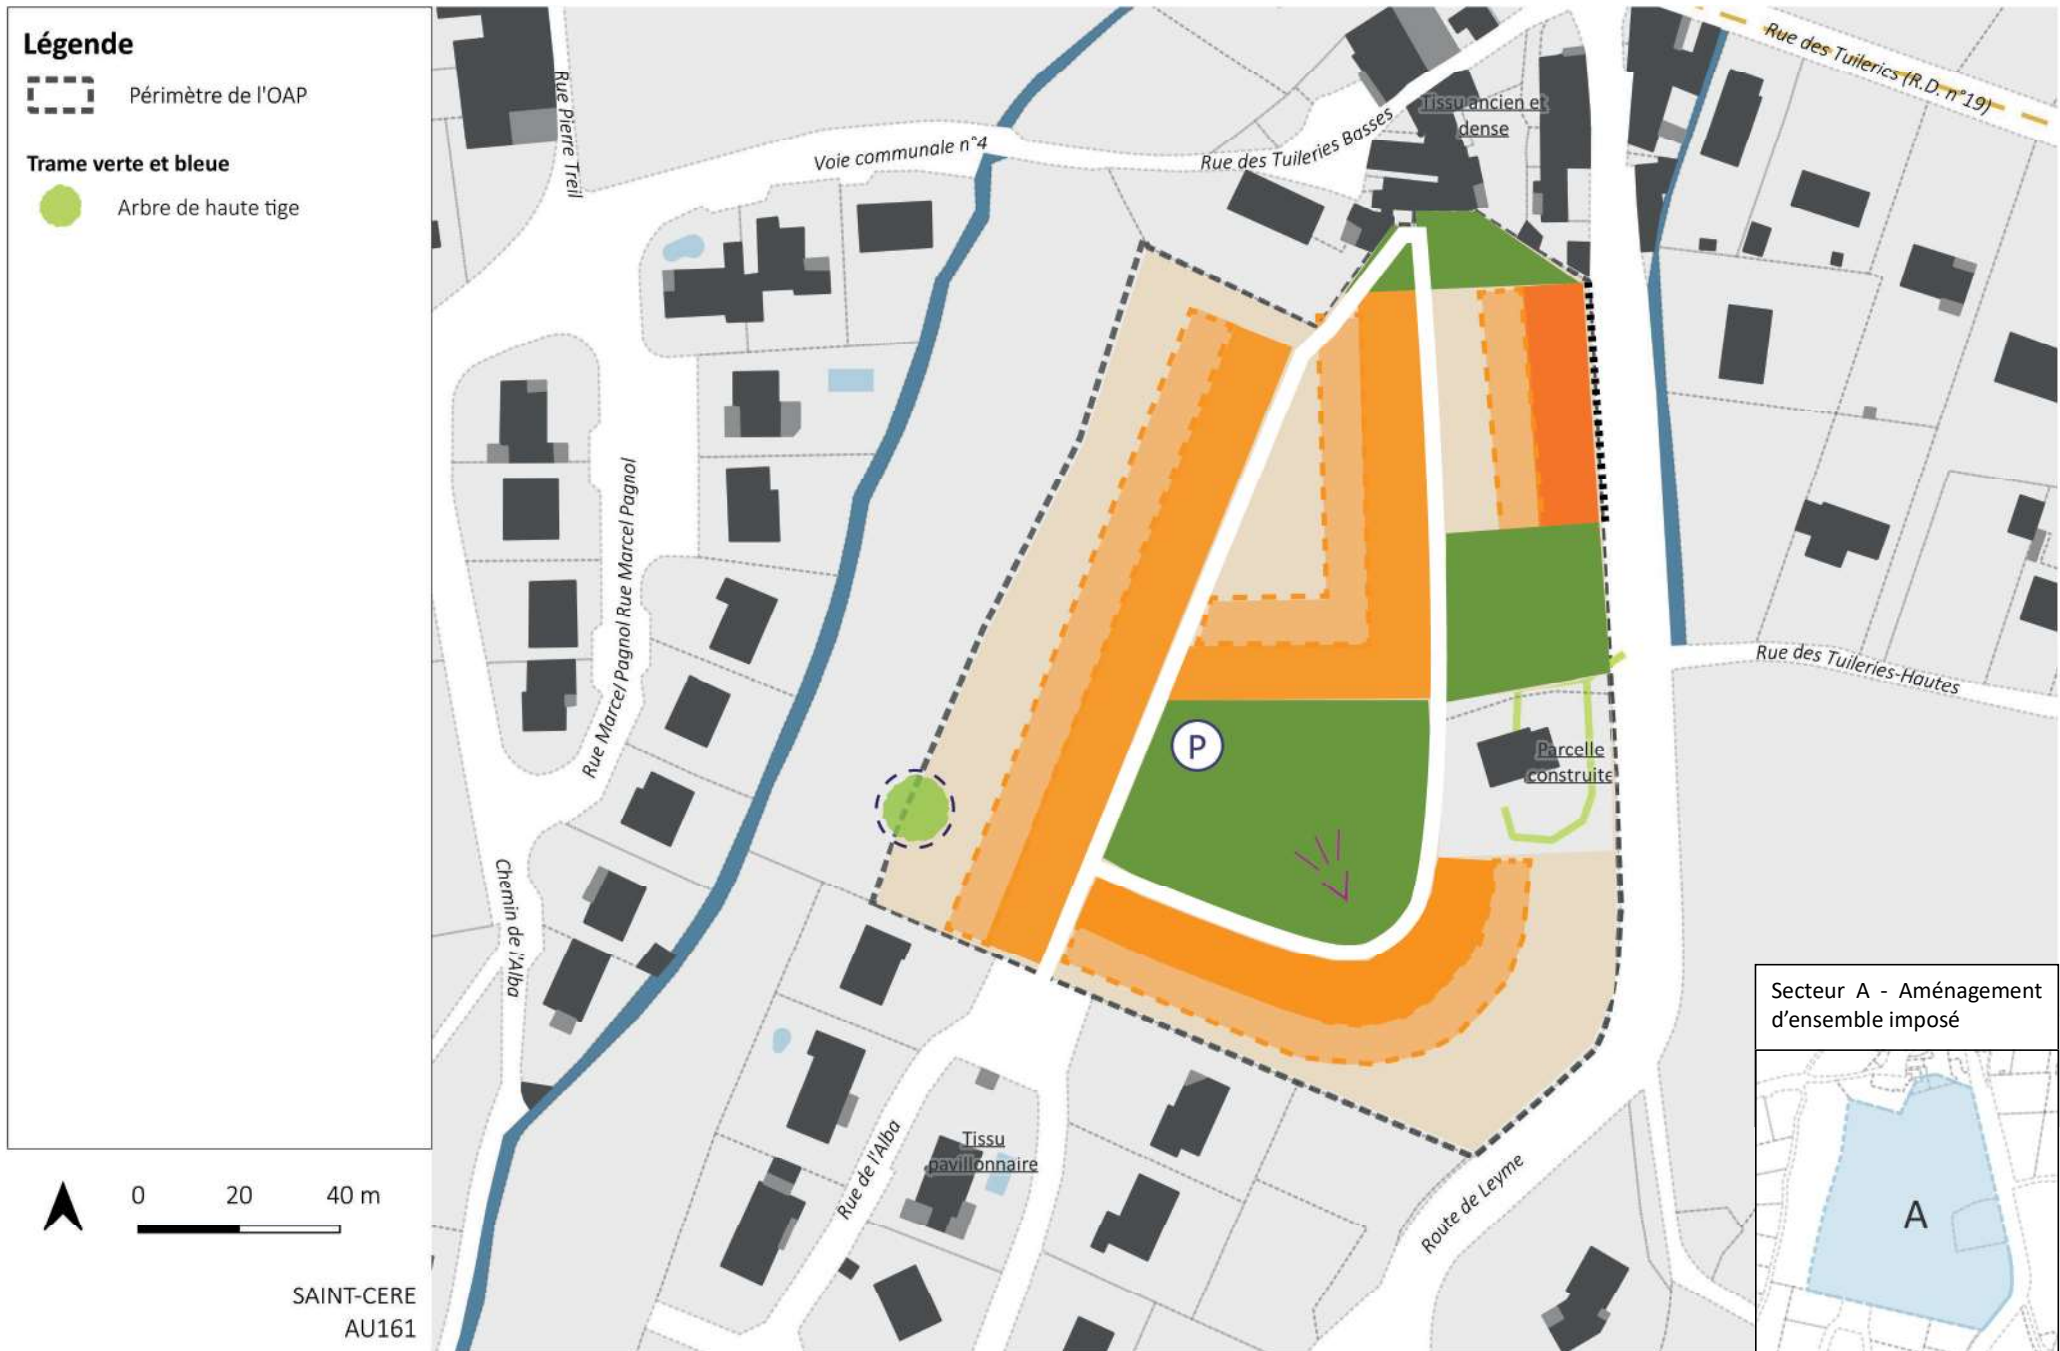 Légende
Périmètre de l'OAP
Trame verte et bleue
Arbre de haute tige
0 20 40 m
SAINT-CERE
AU161
Rue Pierre Treil
Voie communale n°4
Rue des Tuileries Basses
Tissu ancien et
dense
Rue des Tuileries (R.D. n°19)
Rue Marcel Pagnol Rue Marcel Pagnol
Rue des Tuileries-Hautes
P
Parcelle
construite
Chemin de l'Alba
Rue de l'Alba
Tissu
pavillonnaire
Route de Leyme
Secteur A - Aménagement
d'ensemble imposé
A